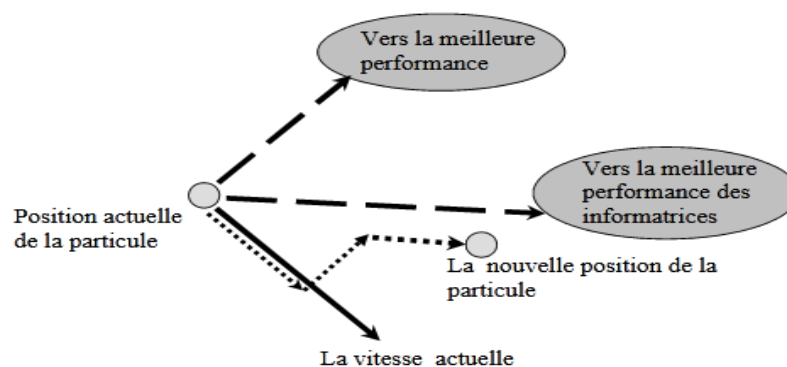 Vers la meilleure
performance
Vers la meilleure
performance des
informatrices
Position actuelle
de la particule
La nouvelle position de la
particule
La vitesse actuelle